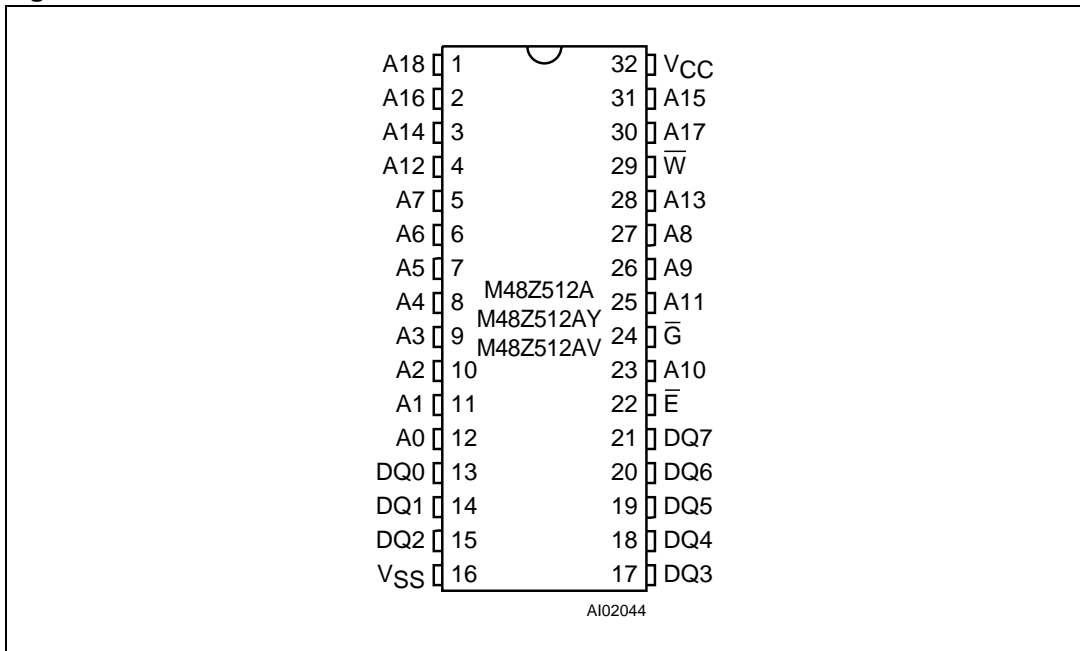 A18 1 32 VCC
A16 2 31 A15
A14 3 30 A17
A12 4 29 W̅
A7 5 28 A13
A6 6 27 A8
A5 7 26 A9
A4 8 M48Z512A 25 A11
M48Z512AY
A3 9 24 G̅
M48Z512AV
A2 10 23 A10
A1 11 22 E̅
A0 12 21 DQ7
DQ0 13 20 DQ6
DQ1 14 19 DQ5
DQ2 15 18 DQ4
VSS 16 17 DQ3
AI02044